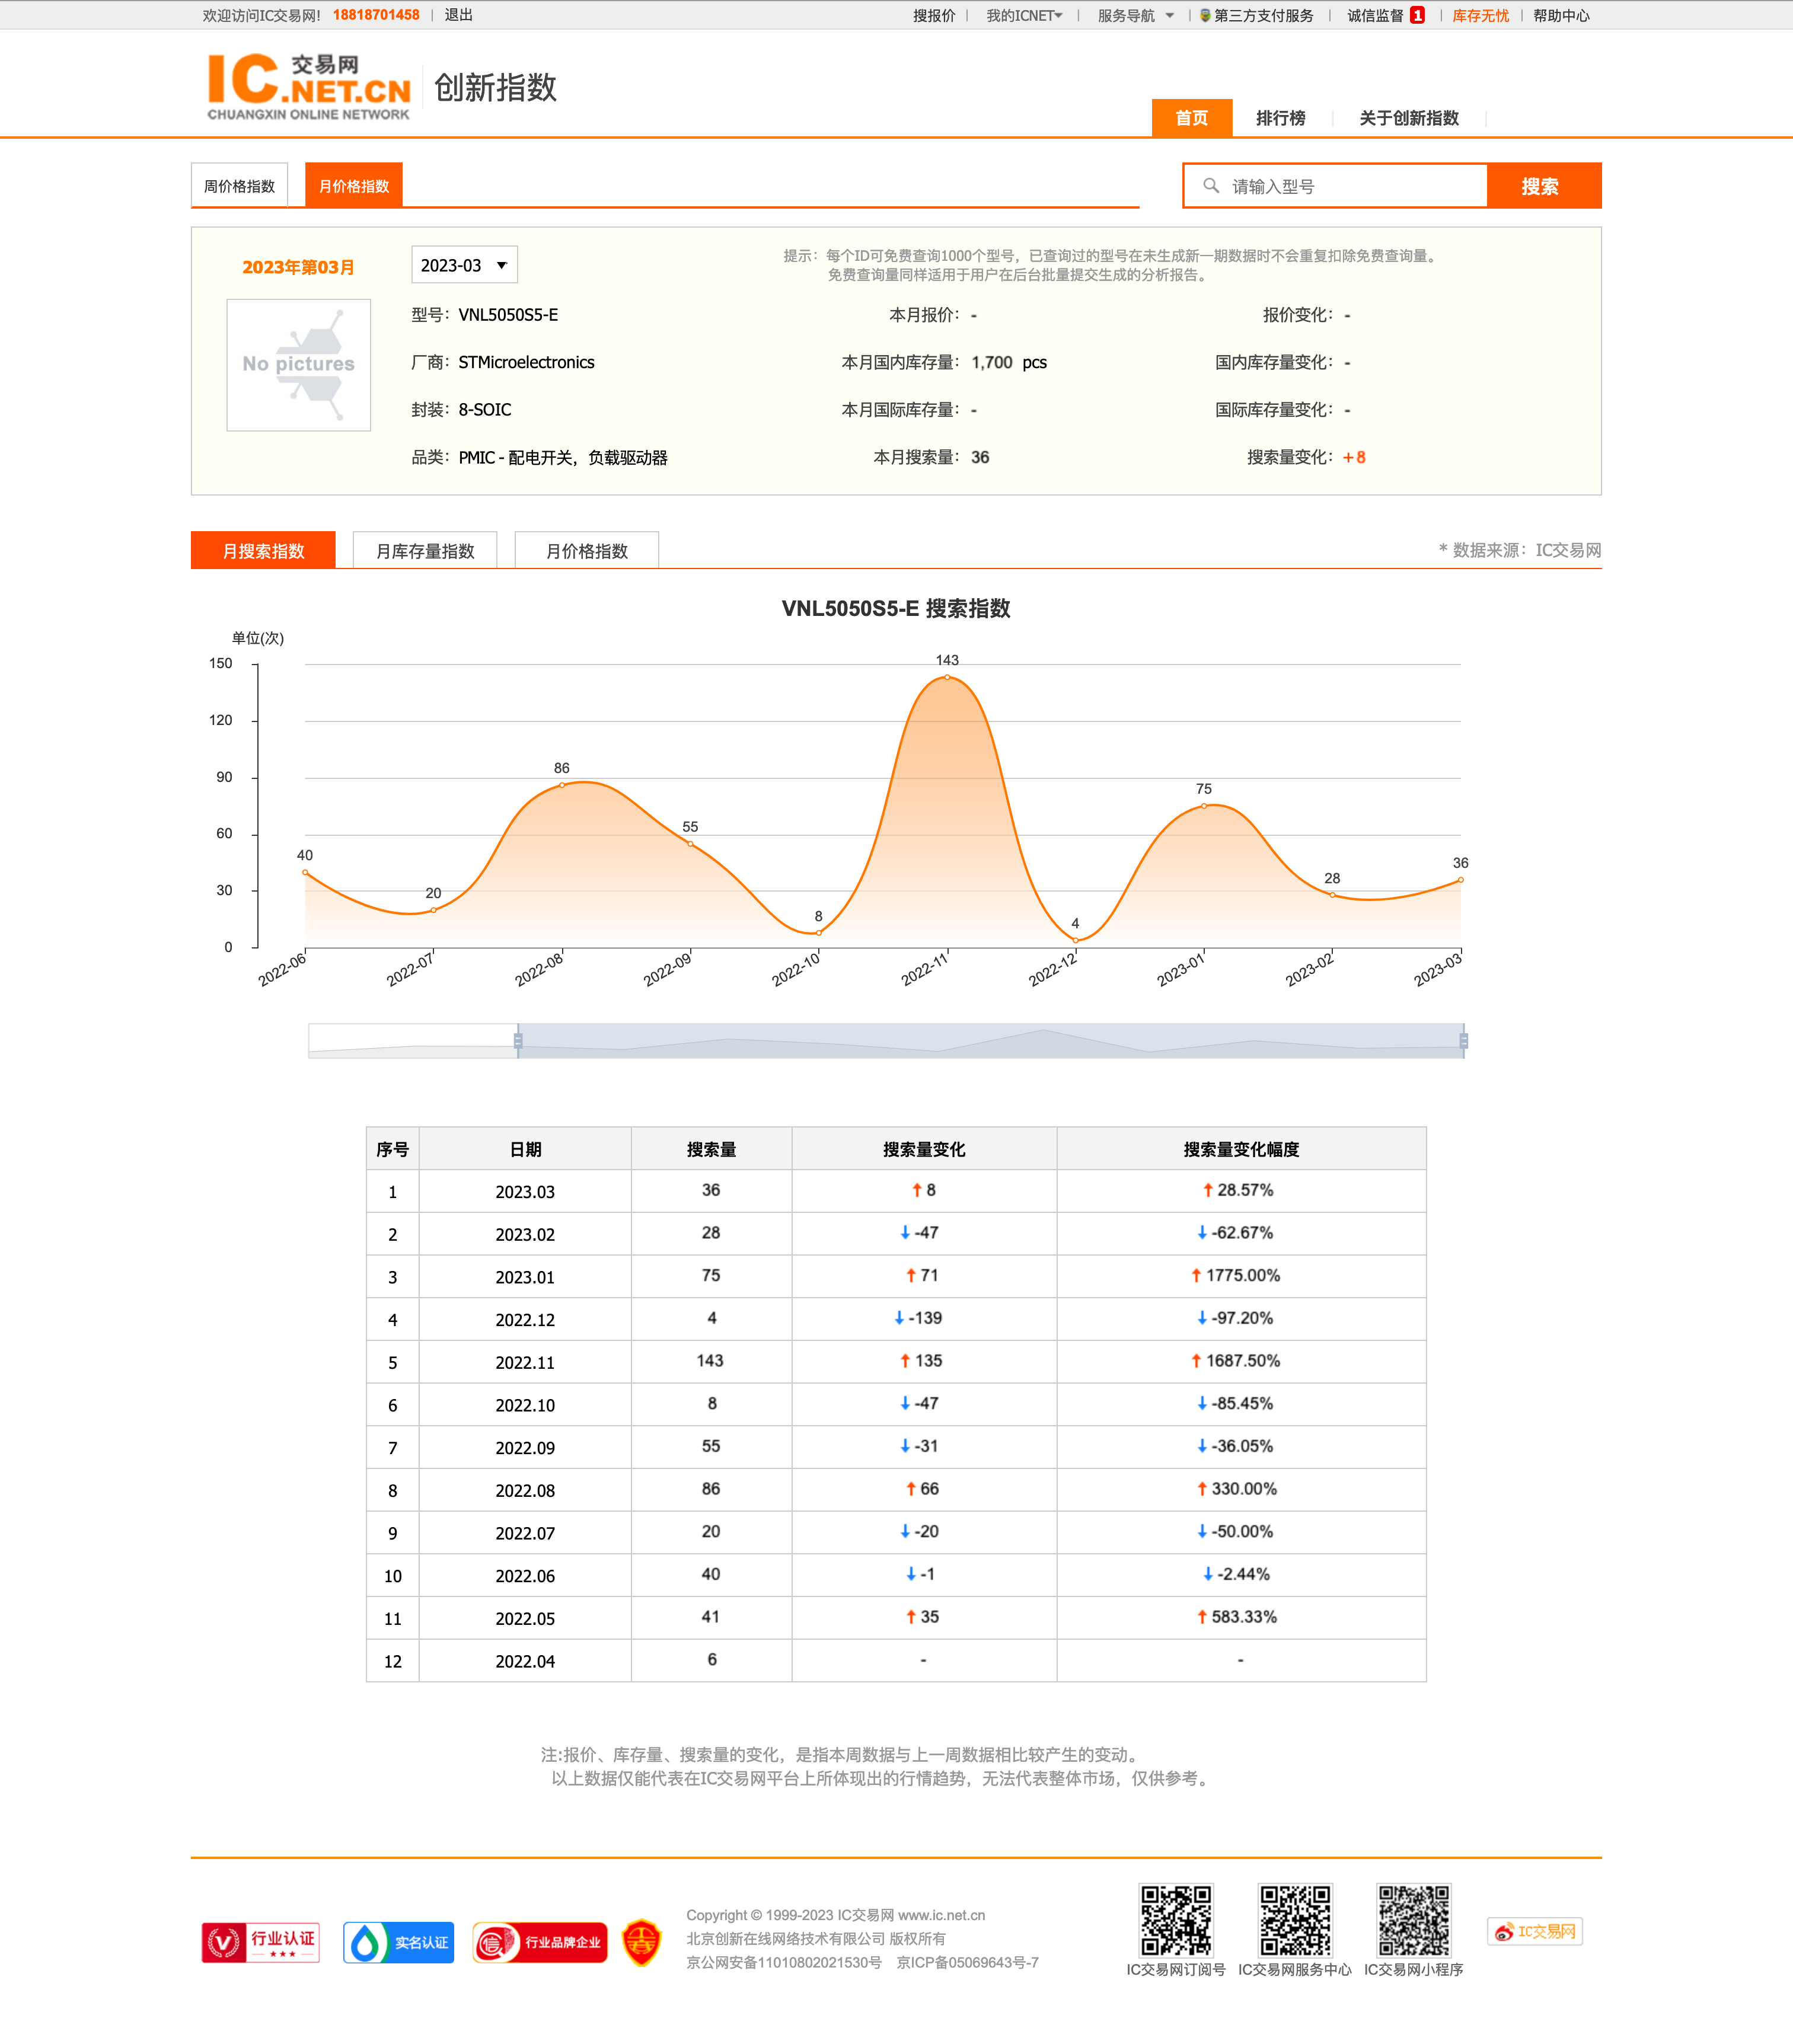 欢迎访问IC交易网! 18818701458 | 退出
搜报价 | 我的ICNET | 服务导航 | 第三方支付服务 | 诚信监督 1 | 库存无忧 | 帮助中心
IC 交易网
.NET.CN
CHUANGXIN ONLINE NETWORK
创新指数
首页 排行榜 关于创新指数
周价格指数 月价格指数
请输入型号 搜索
2023年第03月 2023-03
提示：每个ID可免费查询1000个型号，已查询过的型号在未生成新一期数据时不会重复扣除免费查询量。
免费查询量同样适用于用户在后台批量提交生成的分析报告。
No pictures
型号：VNL5050S5-E 本月报价：- 报价变化：-
厂商：STMicroelectronics 本月国内库存量：1,700 pcs 国内库存量变化：-
封装：8-SOIC 本月国际库存量：- 国际库存量变化：-
品类：PMIC - 配电开关，负载驱动器 本月搜索量：36 搜索量变化：+8
月搜索指数 月库存量指数 月价格指数 * 数据来源：IC交易网
VNL5050S5-E 搜索指数
单位(次)
150
120
90
60
30
0
40 20 86 55 8 143 4 75 28 36
2022-06 2022-07 2022-08 2022-09 2022-10 2022-11 2022-12 2023-01 2023-02 2023-03
序号 日期 搜索量 搜索量变化 搜索量变化幅度
1 2023.03 36 ↑ 8 ↑ 28.57%
2 2023.02 28 ↓ -47 ↓ -62.67%
3 2023.01 75 ↑ 71 ↑ 1775.00%
4 2022.12 4 ↓ -139 ↓ -97.20%
5 2022.11 143 ↑ 135 ↑ 1687.50%
6 2022.10 8 ↓ -47 ↓ -85.45%
7 2022.09 55 ↓ -31 ↓ -36.05%
8 2022.08 86 ↑ 66 ↑ 330.00%
9 2022.07 20 ↓ -20 ↓ -50.00%
10 2022.06 40 ↓ -1 ↓ -2.44%
11 2022.05 41 ↑ 35 ↑ 583.33%
12 2022.04 6 - -
注:报价、库存量、搜索量的变化，是指本周数据与上一周数据相比较产生的变动。
以上数据仅能代表在IC交易网平台上所体现出的行情趋势，无法代表整体市场，仅供参考。
行业认证
实名认证
信 行业品牌企业
Copyright © 1999-2023 IC交易网 www.ic.net.cn
北京创新在线网络技术有限公司 版权所有
京公网安备11010802021530号 京ICP备05069643号-7
IC交易网订阅号 IC交易网服务中心 IC交易网小程序
IC交易网